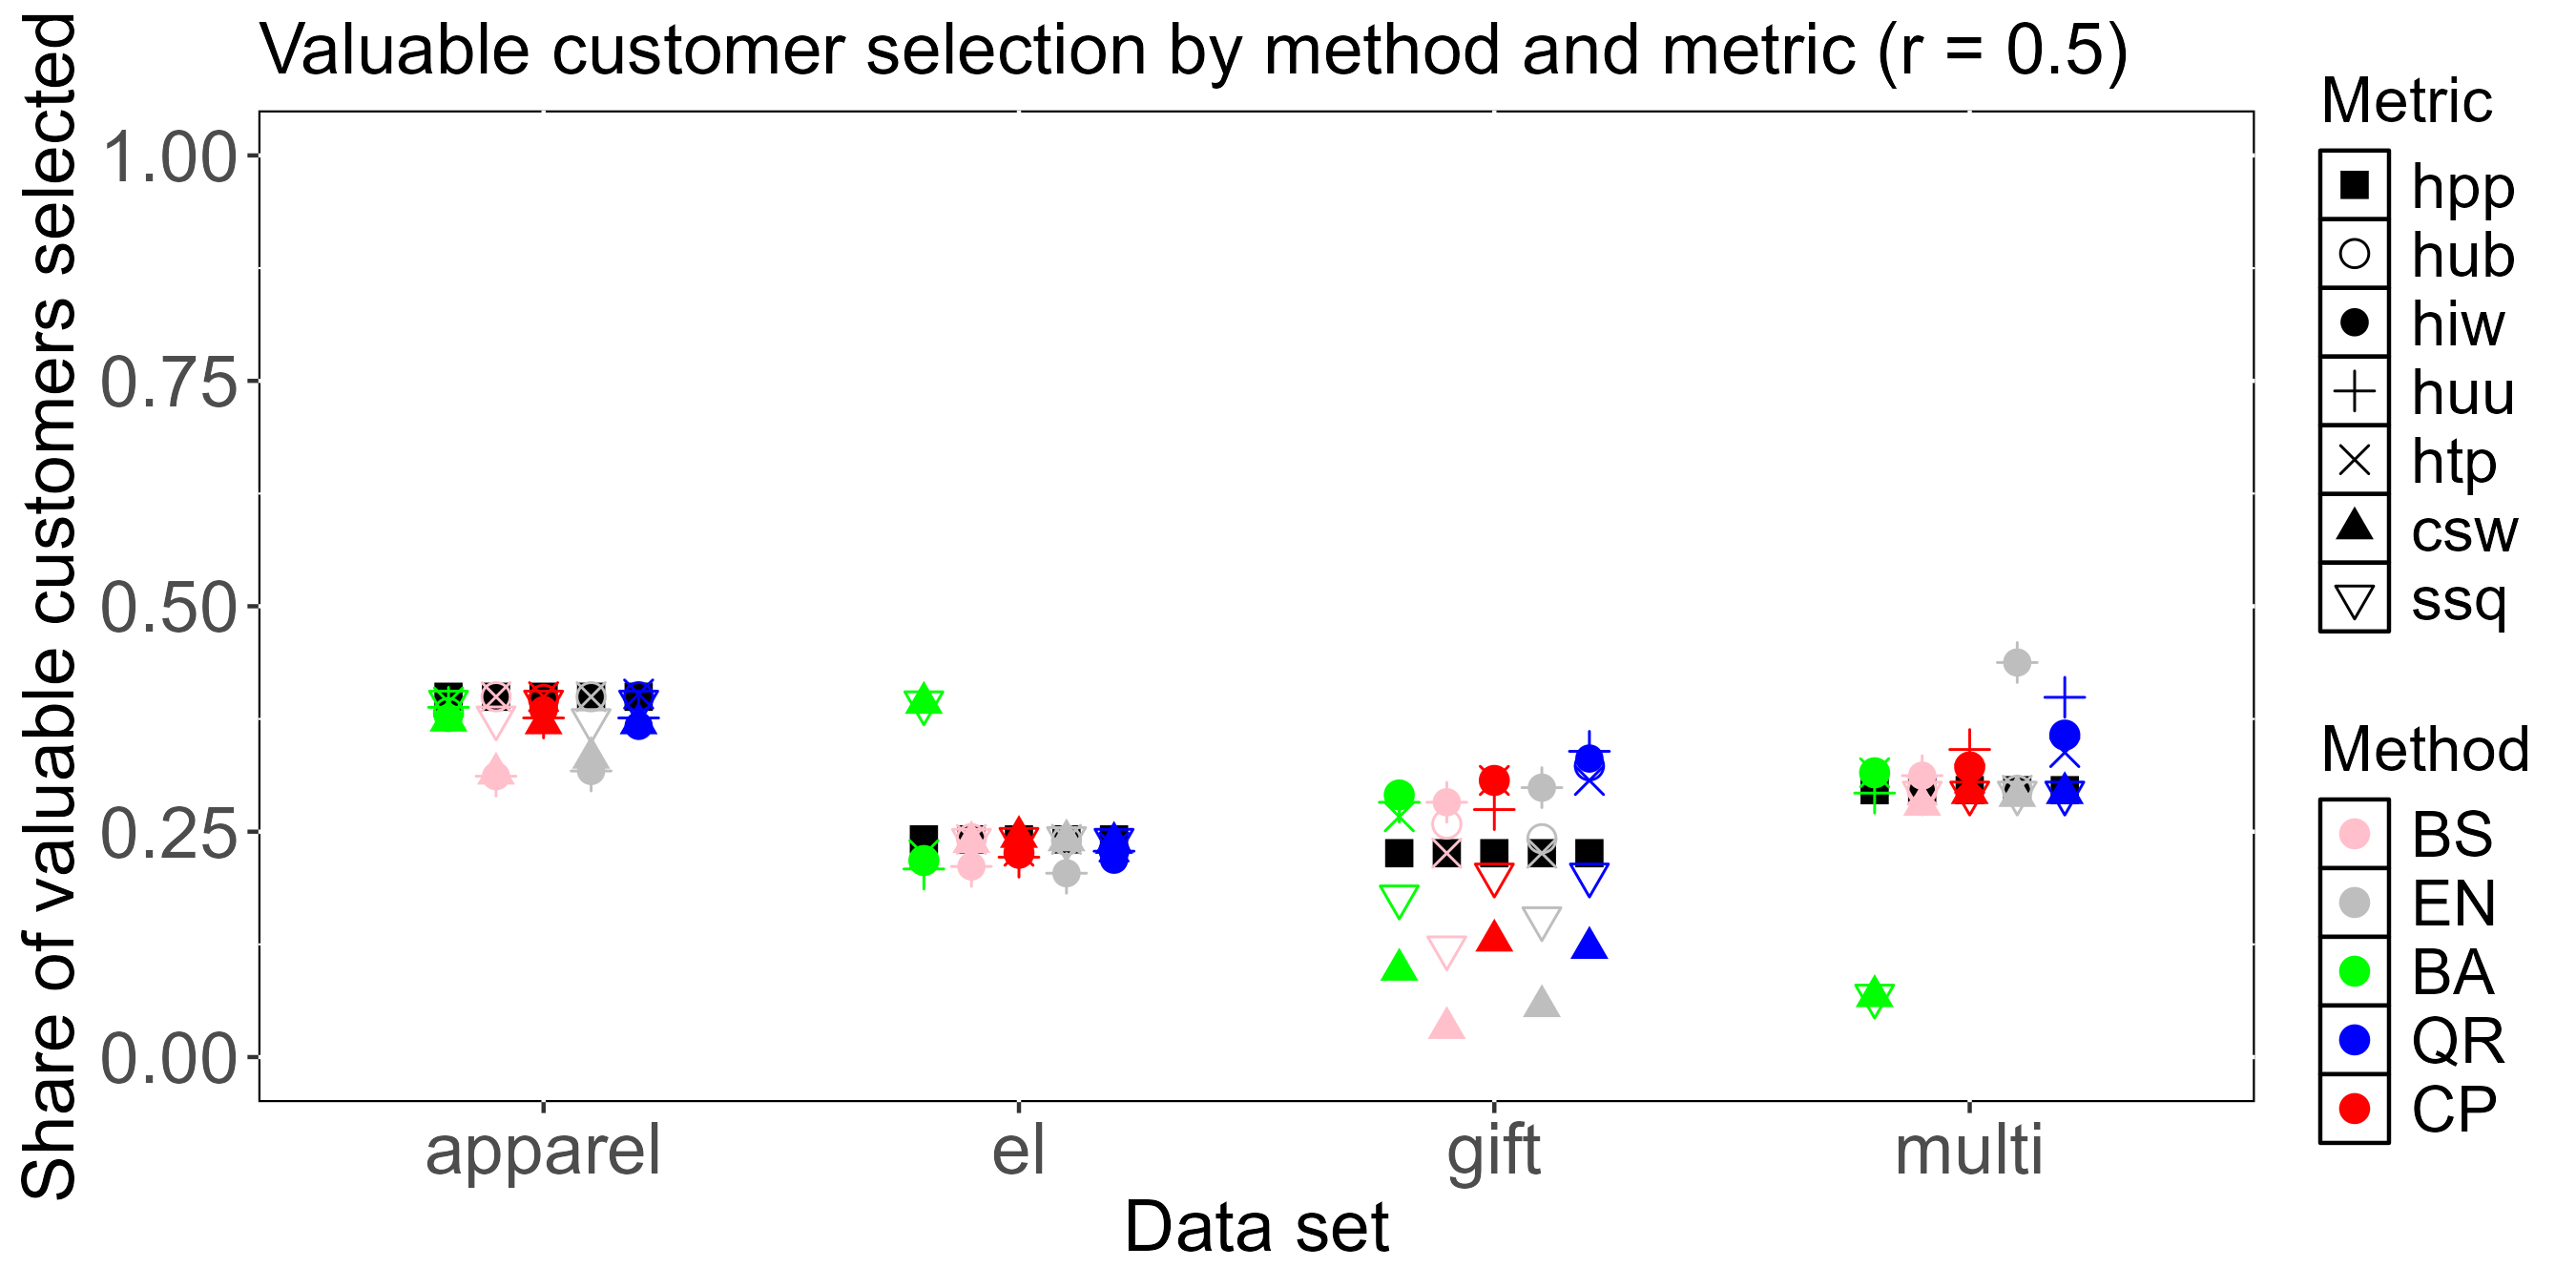 Valuable customer selection by method and metric (r = 0.5)
Share of valuable customers selected
1.00
0.75
0.50
0.25
0.00
apparel
el
gift
multi
Data set
Metric
hpp
hub
hiw
huu
htp
csw
ssq
Method
BS
EN
BA
QR
CP